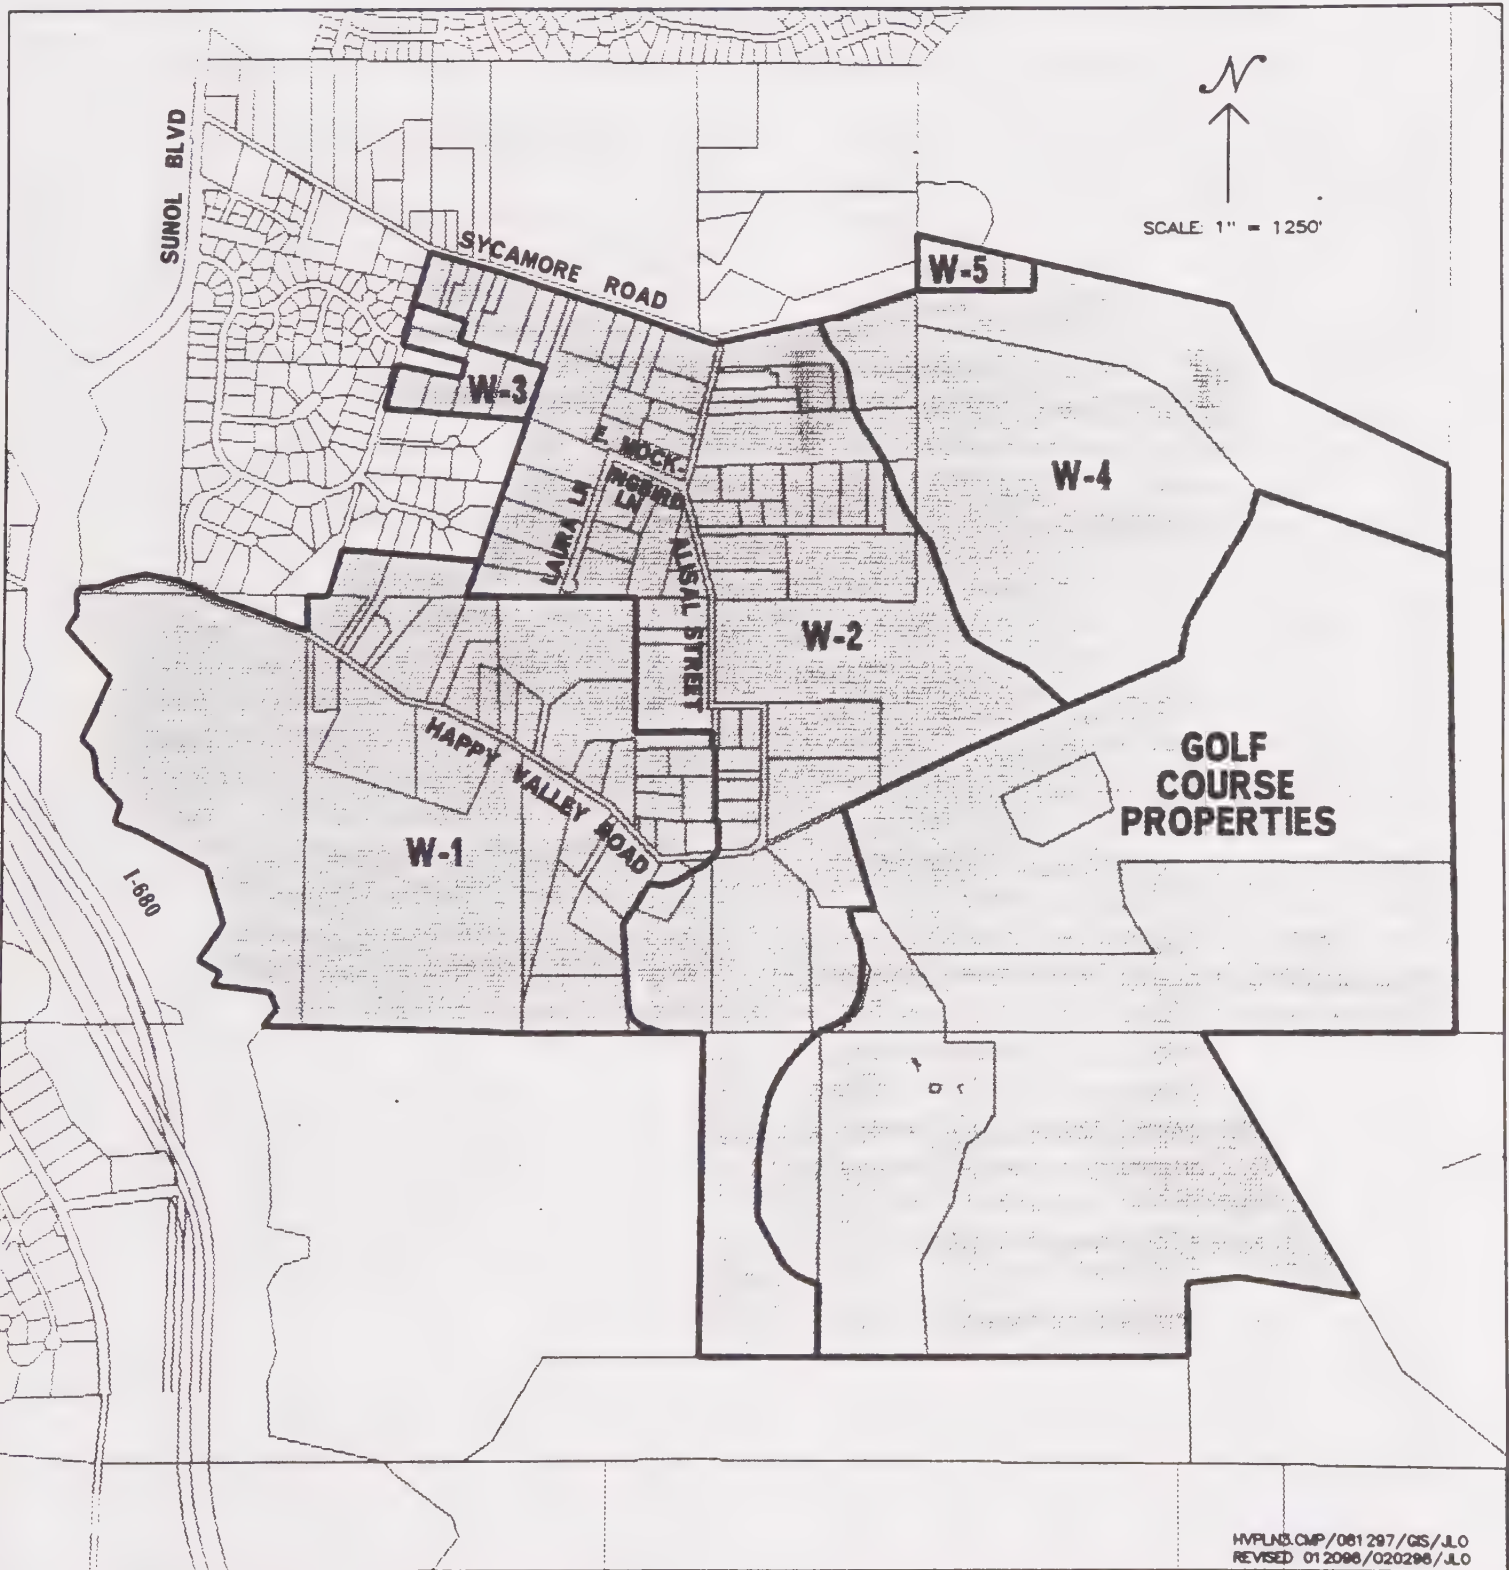 N
SCALE: 1" = 1250'
SUNOL BLVD
SYCAMORE ROAD
W-5
W-3
W-4
E. MOCK-
INGBIRD
LN
LAURA LN
ALISAL STREET
W-2
HAPPY VALLEY ROAD
GOLF
COURSE
PROPERTIES
W-1
I-680
HVPLN3.CMP/081297/GIS/JLO
REVISED 012098/020298/JLO